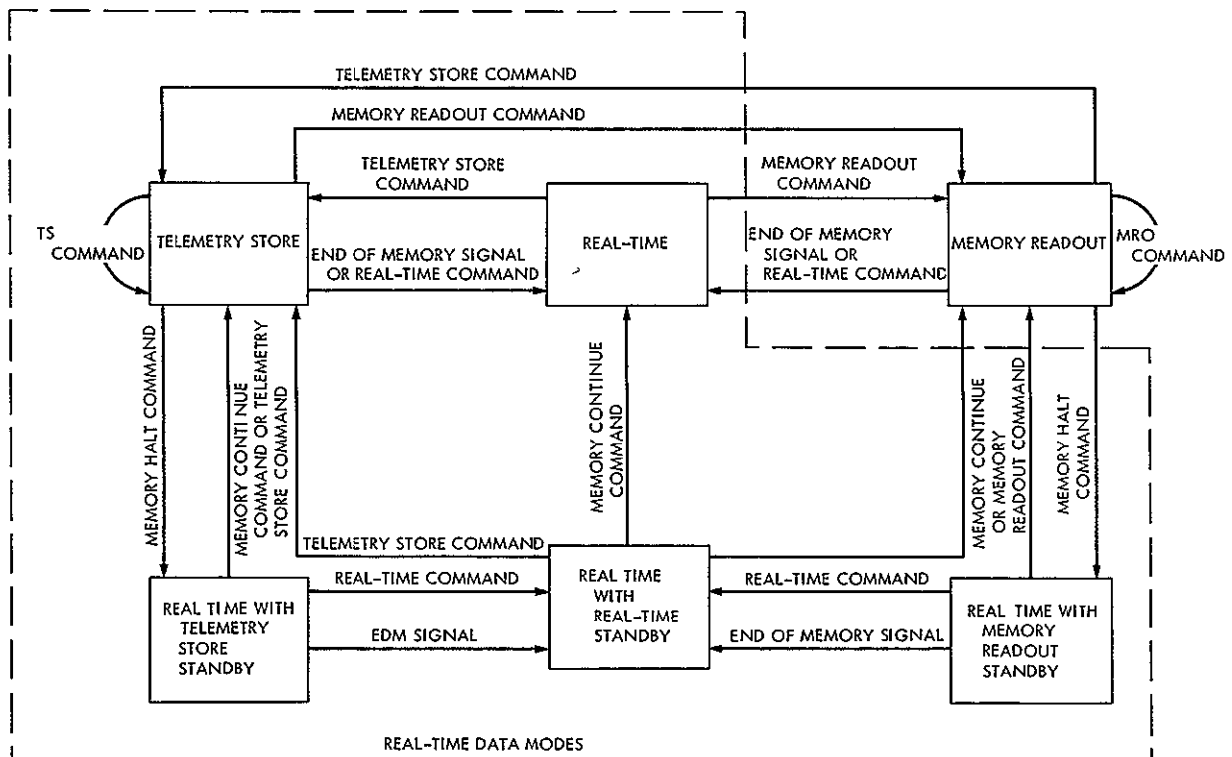 TELEMETRY STORE COMMAND
MEMORY READOUT COMMAND
TELEMETRY STORE
COMMAND
MEMORY READOUT
COMMAND
TS
COMMAND
TELEMETRY STORE
REAL-TIME
MEMORY READOUT
MRO
COMMAND
END OF MEMORY SIGNAL
OR REAL-TIME COMMAND
END OF MEMORY
SIGNAL OR
REAL-TIME COMMAND
MEMORY HALT COMMAND
MEMORY CONTINUE
COMMAND OR TELEMETRY
STORE COMMAND
MEMORY CONTINUE
COMMAND
MEMORY CONTINUE
OR MEMORY
READOUT COMMAND
MEMORY HALT
COMMAND
TELEMETRY STORE COMMAND
REAL TIME WITH
TELEMETRY
STORE
STANDBY
REAL-TIME COMMAND
EDM SIGNAL
REAL TIME
WITH
REAL-TIME
STANDBY
REAL-TIME COMMAND
END OF MEMORY SIGNAL
REAL TIME WITH
MEMORY
READOUT
STANDBY
REAL-TIME DATA MODES